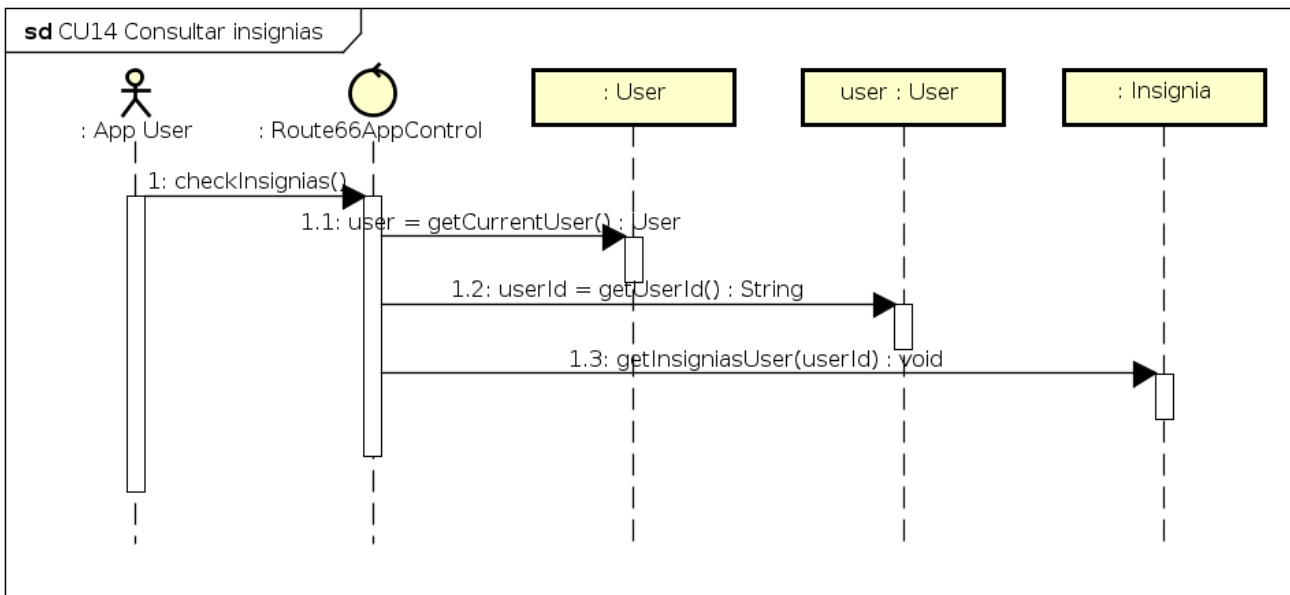 sd CU14 Consultar insignias
: App User
: Route66AppControl
: User
user : User
: Insignia
1: checkInsignias()
1.1: user = getCurrentUser() : User
1.2: userId = getUserId() : String
1.3: getInsigniasUser(userId) : void